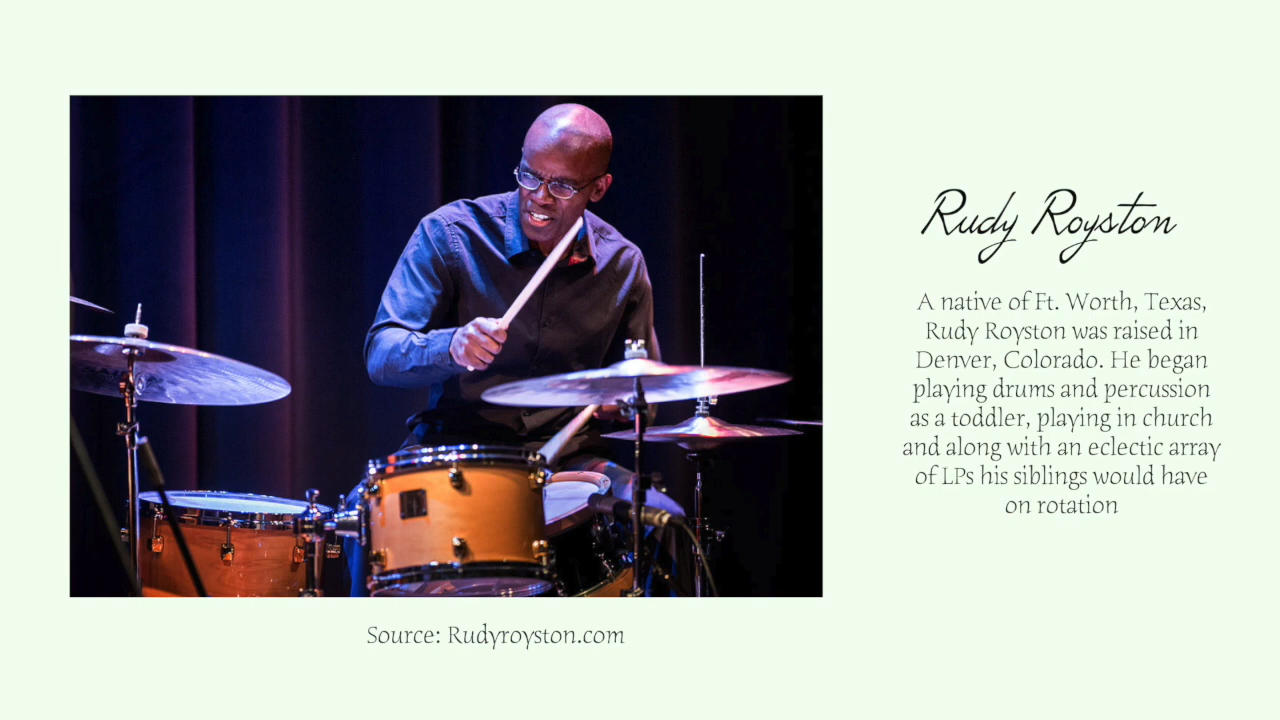 Rudy Royston
A native of Ft. Worth, Texas,
Rudy Royston was raised in
Denver, Colorado. He began
playing drums and percussion
as a toddler, playing in church
and along with an eclectic array
of LPs his siblings would have
on rotation
Source: Rudyroyston.com